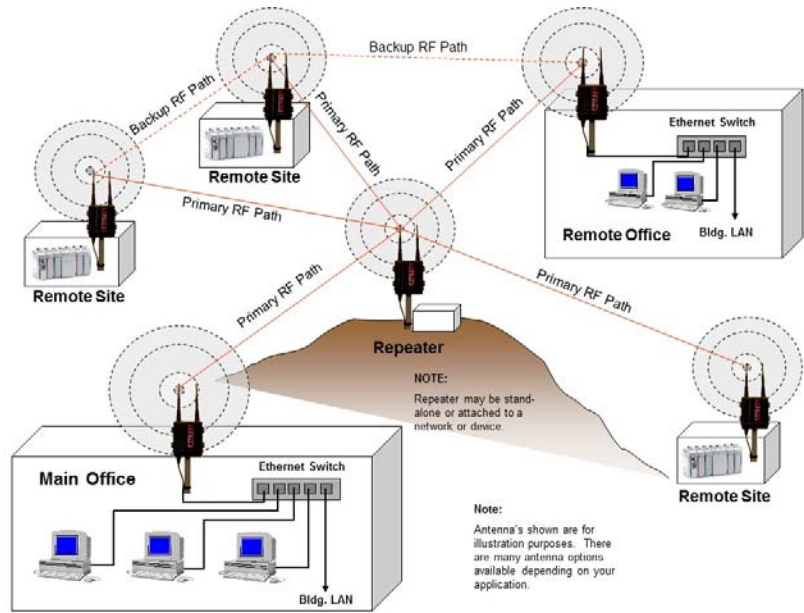 Backup RF Path
Backup RF Path
Primary RF Path
Primary RF Path
Ethernet Switch
Remote Site
Primary RF Path
Remote Office
Bldg. LAN
Remote Site
Primary RF Path
Primary RF Path
Repeater
NOTE:
Repeater may be stand-
alone or attached to a
network or device.
Main Office
Ethernet Switch
Bldg. LAN
Remote Site
Note:
Antenna's shown are for
illustration purposes. There
are many antenna options
available depending on your
application.